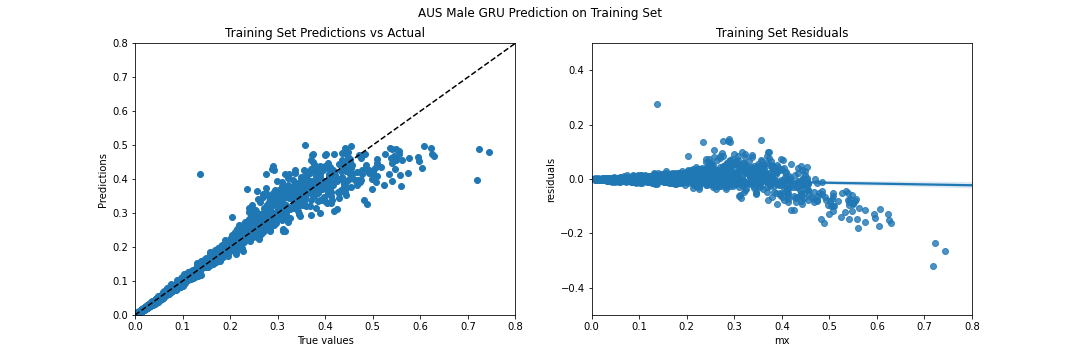 AUS Male GRU Prediction on Training Set
Training Set Predictions vs Actual
0.8
0.7
0.6
0.5
0.4
0.3
0.2
0.1
0.0
Predictions
0.0 0.1 0.2 0.3 0.4 0.5 0.6 0.7 0.8
True values
Training Set Residuals
0.4
0.2
0.0
−0.2
−0.4
residuals
0.0 0.1 0.2 0.3 0.4 0.5 0.6 0.7 0.8
mx